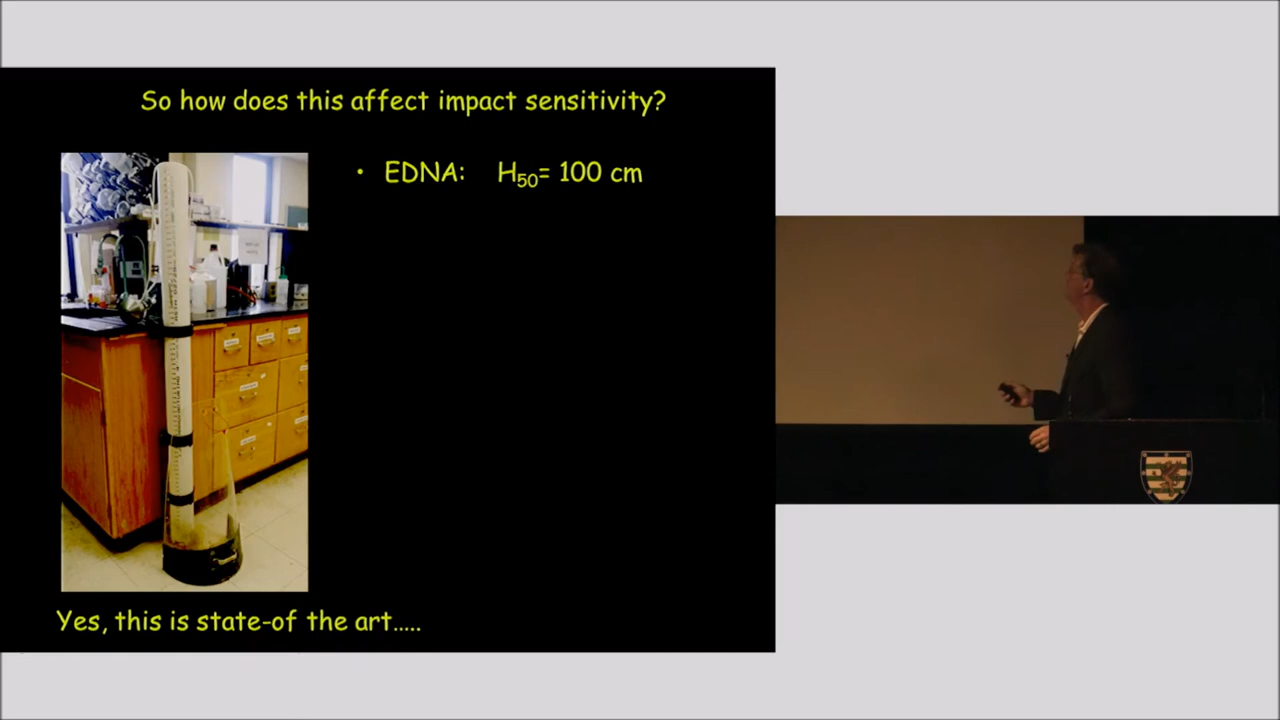 So how does this affect impact sensitivity?
• EDNA: H₅₀= 100 cm
Yes, this is state-of the art.....